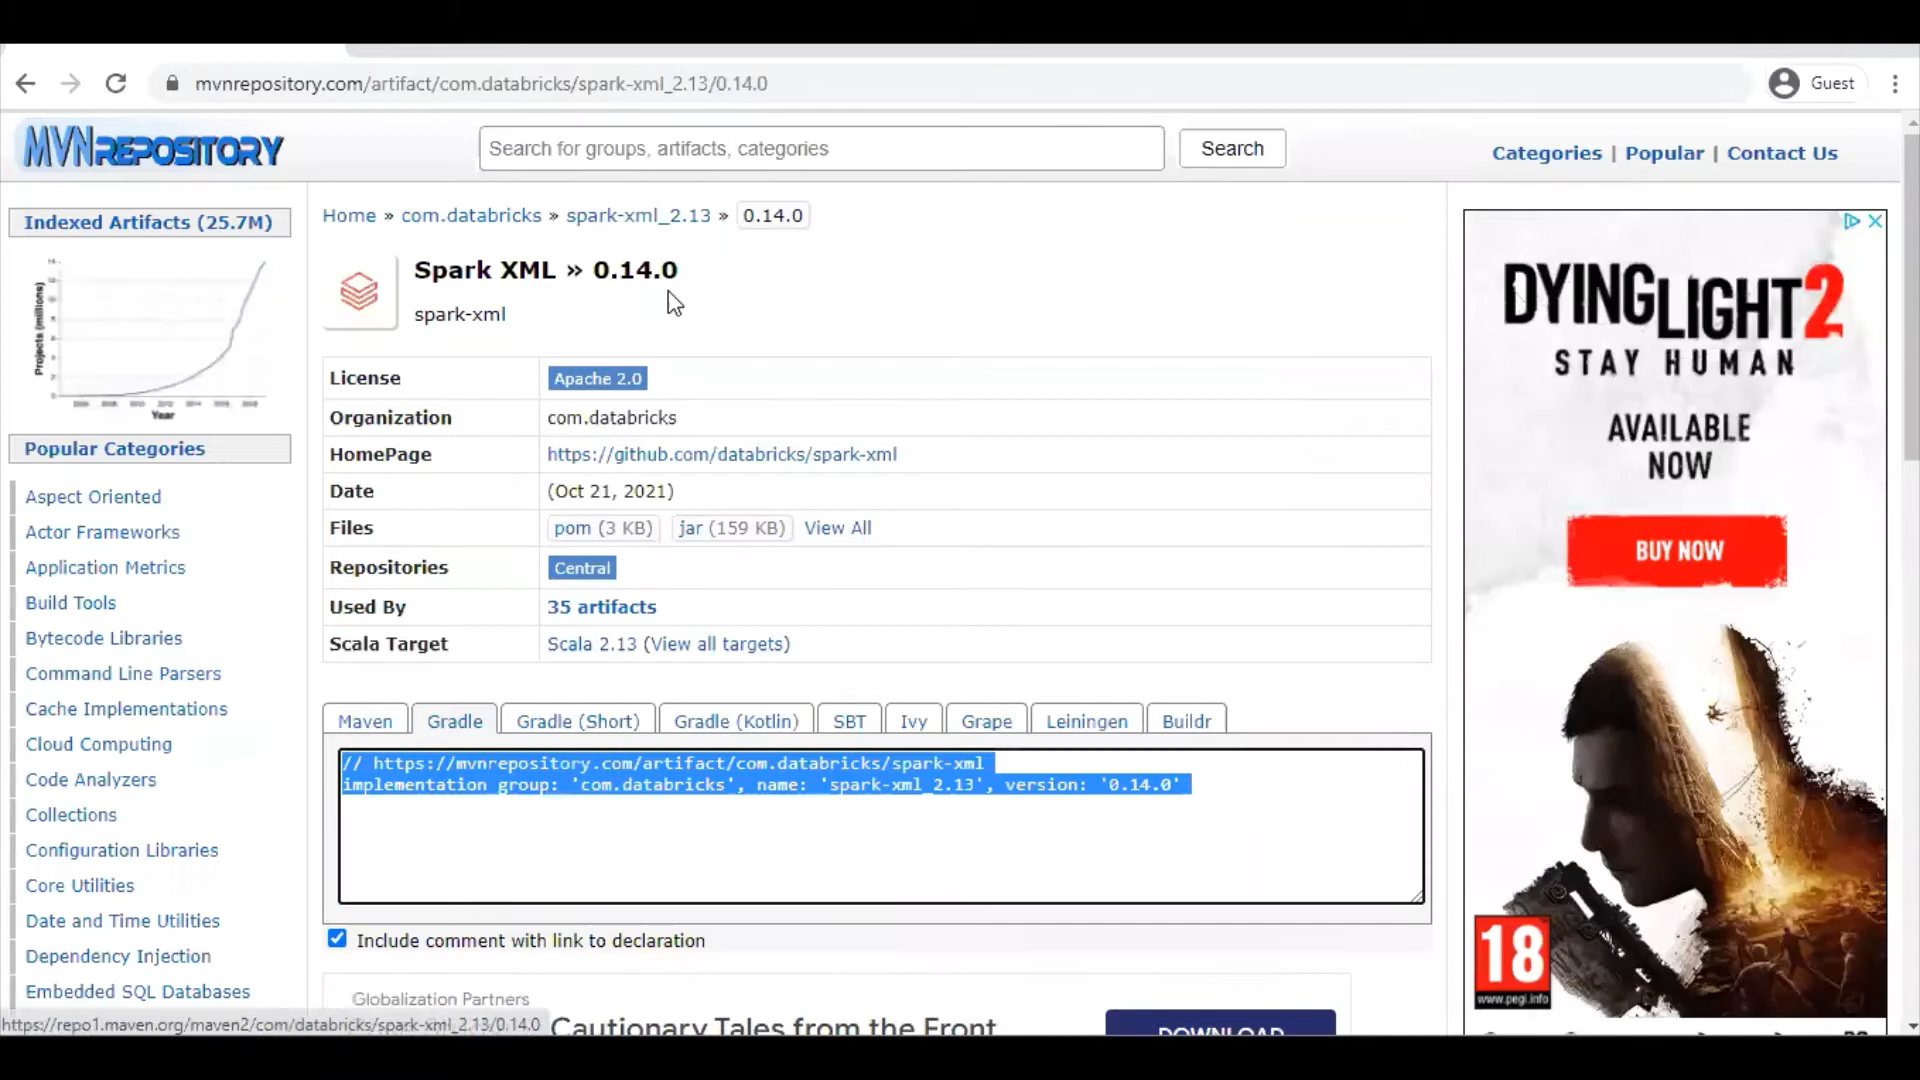 mvnrepository.com/artifact/com.databricks/spark-xml_2.13/0.14.0
Guest
MVNREPOSITORY
Search for groups, artifacts, categories
Search
Categories | Popular | Contact Us
Indexed Artifacts (25.7M)
Projects (millions)
Year
Popular Categories
Aspect Oriented
Actor Frameworks
Application Metrics
Build Tools
Bytecode Libraries
Command Line Parsers
Cache Implementations
Cloud Computing
Code Analyzers
Collections
Configuration Libraries
Core Utilities
Date and Time Utilities
Dependency Injection
Embedded SQL Databases
https://repo1.maven.org/maven2/com/databricks/spark-xml_2.13/0.14.0
Home » com.databricks » spark-xml_2.13 » 0.14.0
Spark XML » 0.14.0
spark-xml
License Apache 2.0
Organization com.databricks
HomePage https://github.com/databricks/spark-xml
Date (Oct 21, 2021)
Files pom (3 KB) jar (159 KB) View All
Repositories Central
Used By 35 artifacts
Scala Target Scala 2.13 (View all targets)
Maven Gradle Gradle (Short) Gradle (Kotlin) SBT Ivy Grape Leiningen Buildr
// https://mvnrepository.com/artifact/com.databricks/spark-xml
implementation group: 'com.databricks', name: 'spark-xml_2.13', version: '0.14.0'
Include comment with link to declaration
Globalization Partners
Cautionary Tales from the Front
DOWNLOAD
DYING LIGHT 2
STAY HUMAN
AVAILABLE
NOW
BUY NOW
18
www.pegi.info